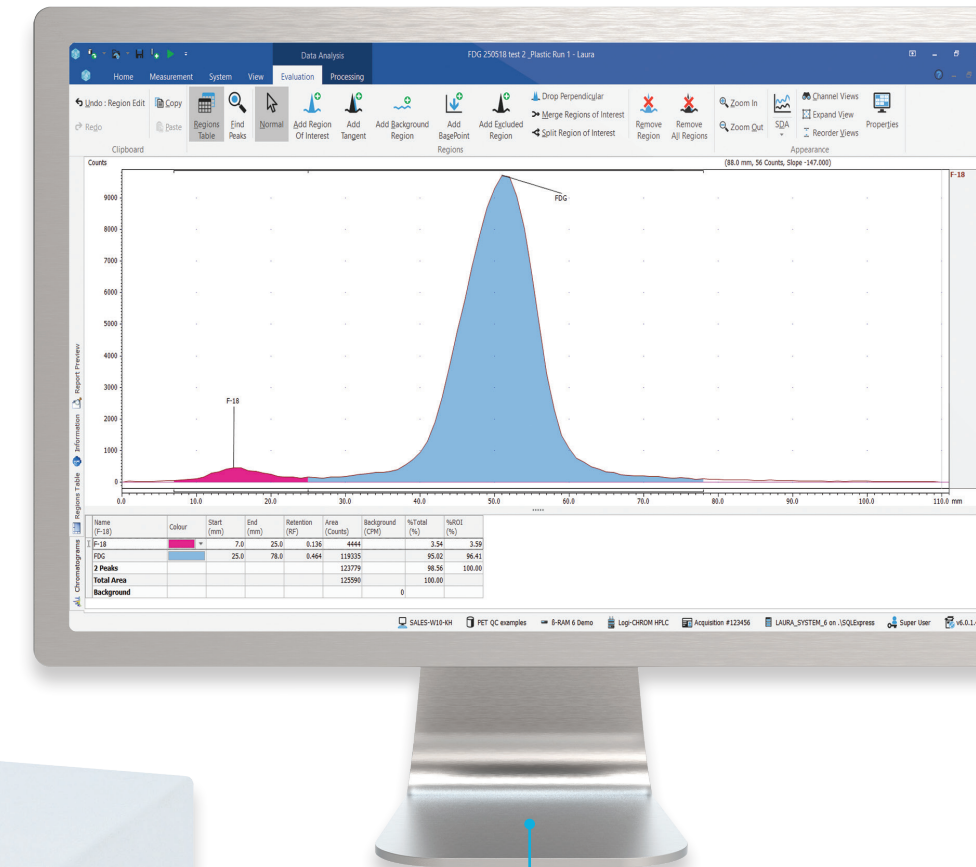 Data Analysis
FDG 250518 test 2 _Plastic Run 1 - Laura
Home Measurement System View Evaluation Processing
Undo : Region Edit
Redo
Copy
Paste
Regions Table
Find Peaks
Normal
Add Region Of Interest
Add Tangent
Add Background Region
Add BasePoint
Add Excluded Region
Drop Perpendicular
Merge Regions of Interest
Split Region of Interest
Remove Region
Remove All Regions
Zoom In
Zoom Out
SDA
Channel Views
Expand View
Reorder Views
Properties
Clipboard Regions Appearance
Counts (88.0 mm, 56 Counts, Slope -147.000)
F-18
9000
8000
7000
6000
5000
4000
3000
2000
1000
0
FDG
F-18
0.0 10.0 20.0 30.0 40.0 50.0 60.0 70.0 80.0 90.0 100.0 110.0 mm
Report Preview
Information
Regions Table
Chromatograms
Name (F-18) Colour Start (mm) End (mm) Retention (RF) Area (Counts) Background (CPM) %Total (%) %ROI (%)
F-18 7.0 25.0 0.136 4444 3.54 3.59
FDG 25.0 78.0 0.464 119335 95.02 96.41
2 Peaks 123779 98.56 100.00
Total Area 125590 100.00
Background 0
SALES-W10-KH PET QC examples 6-RAM 6 Demo Logi-CHROM HPLC Acquisition #123456 LAURA_SYSTEM_6 on .\SQLExpress Super User v6.0.1.